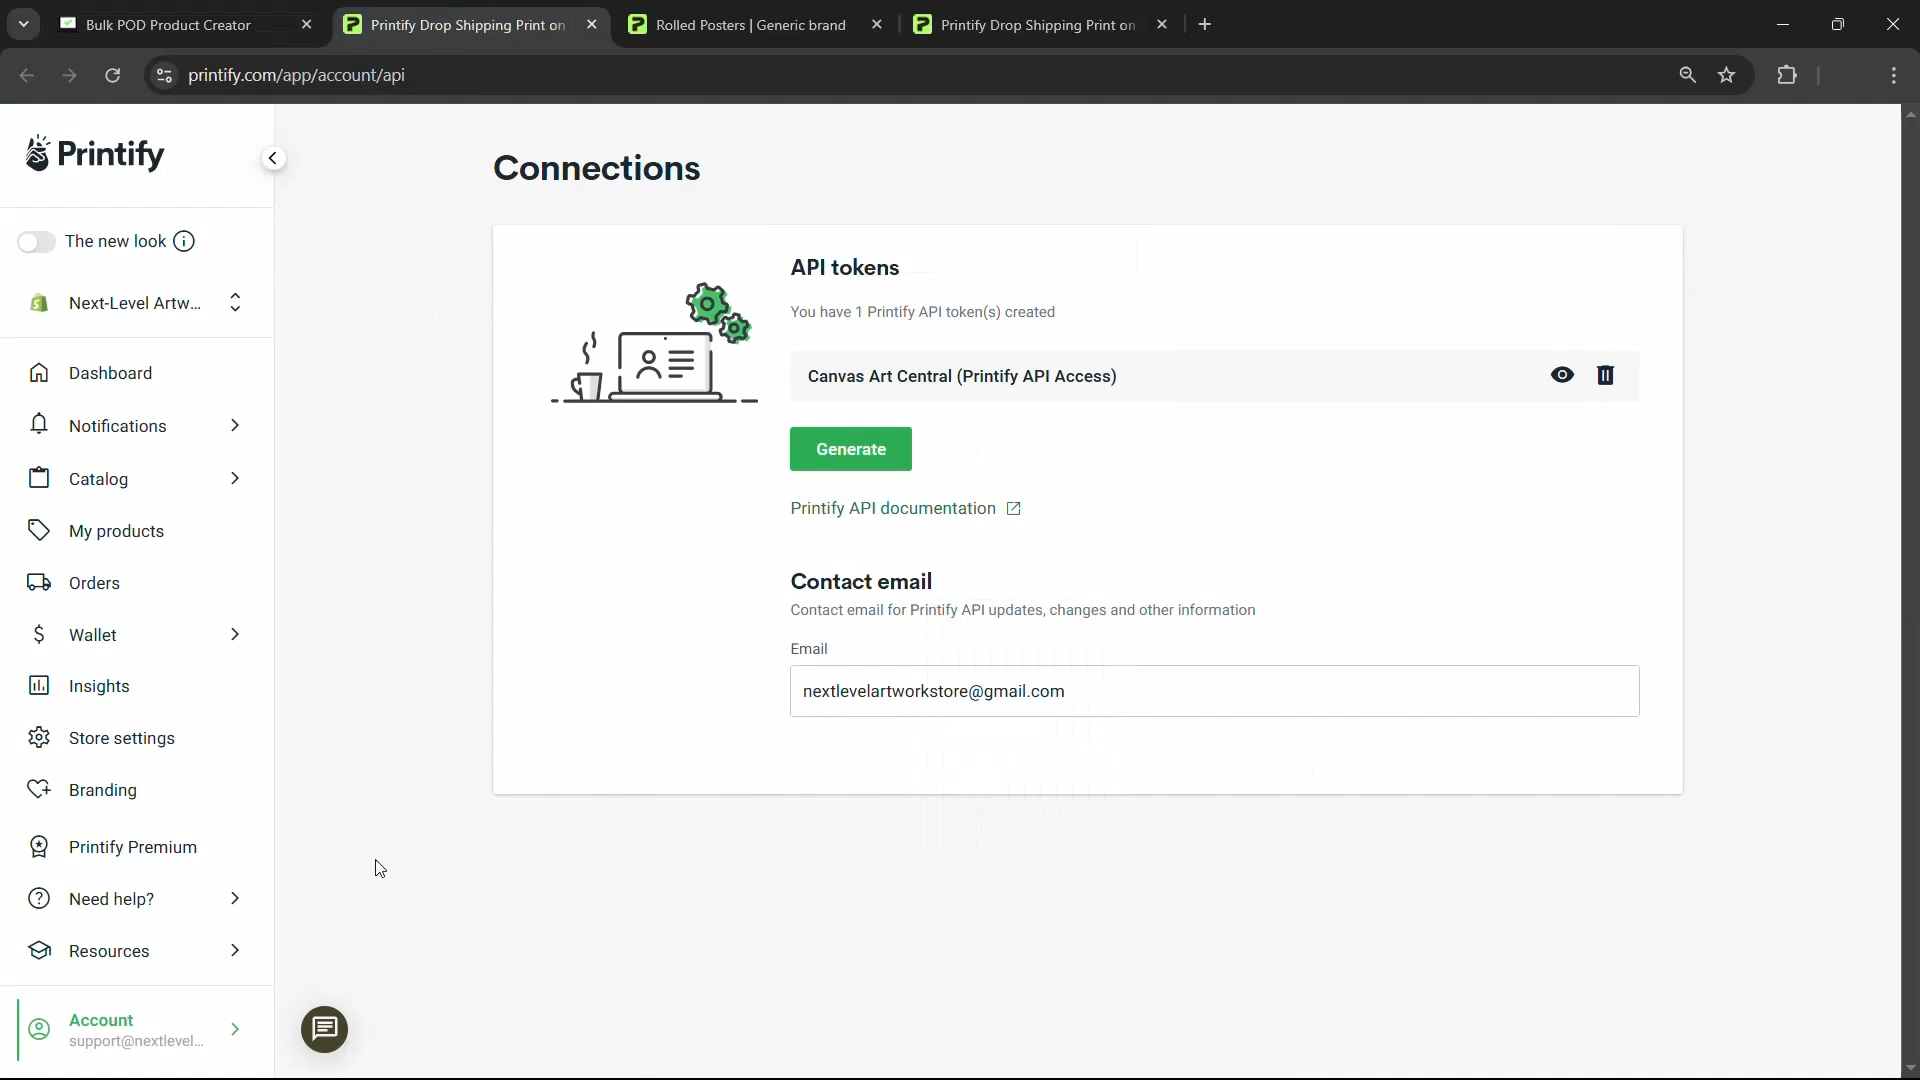 Bulk POD Product Creator
Printify Drop Shipping Print on
Rolled Posters | Generic brand
Printify Drop Shipping Print on
printify.com/app/account/api
Printify
The new look
Next-Level Artw...
Dashboard
Notifications
Catalog
My products
Orders
Wallet
Insights
Store settings
Branding
Printify Premium
Need help?
Resources
Account
support@nextlevel...
Connections
API tokens
You have 1 Printify API token(s) created
Canvas Art Central (Printify API Access)
Generate
Printify API documentation
Contact email
Contact email for Printify API updates, changes and other information
Email
nextlevelartworkstore@gmail.com